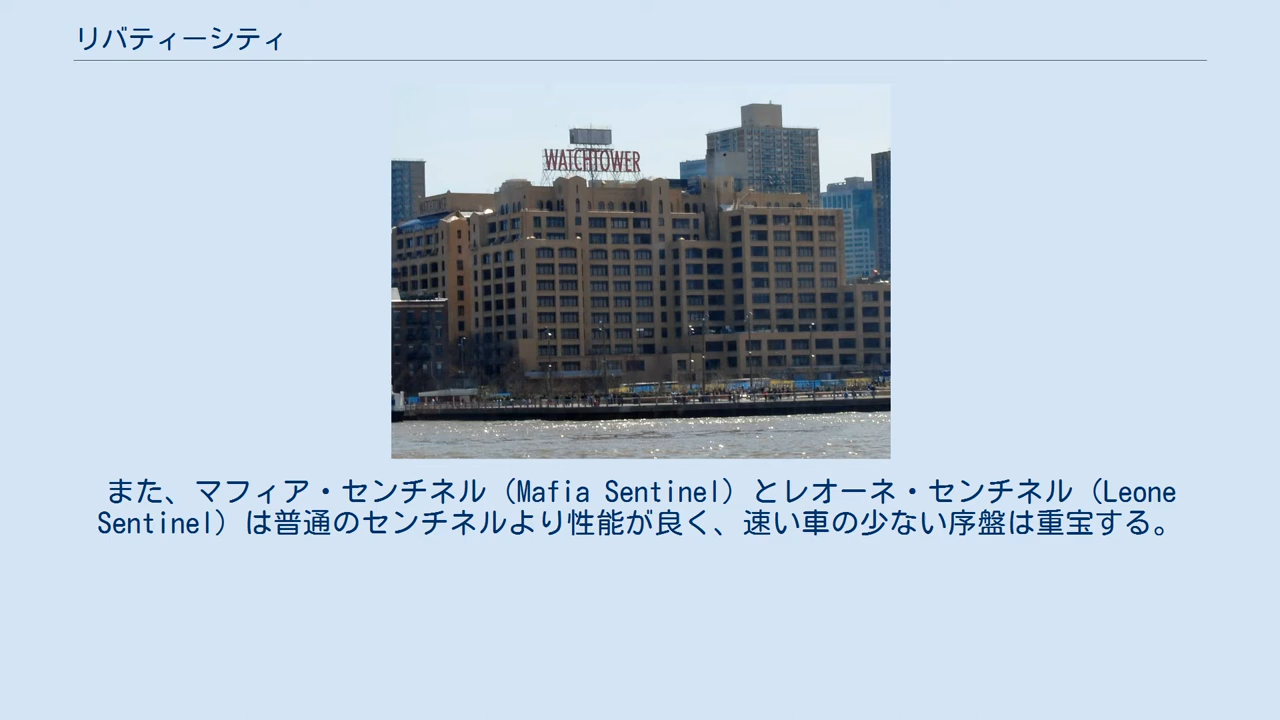 リバティーシティ
WATCHTOWER
また、マフィア・センチネル（Mafia Sentinel）とレオーネ・センチネル（Leone
Sentinel）は普通のセンチネルより性能が良く、速い車の少ない序盤は重宝する。